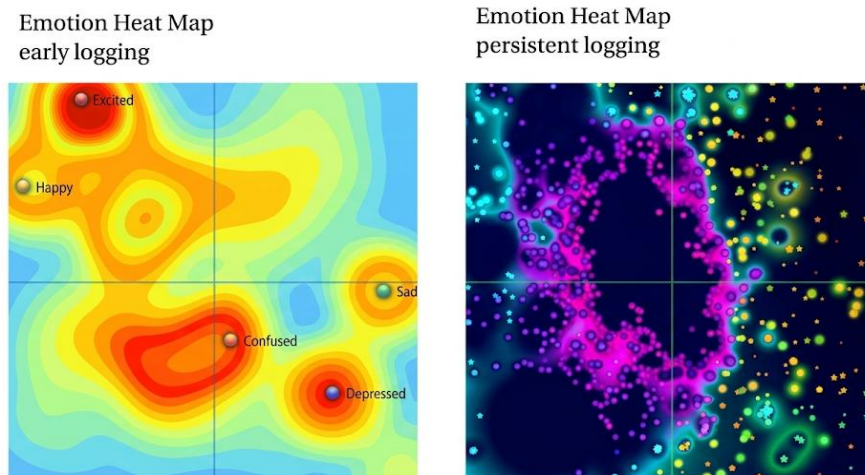 Emotion Heat Map
early logging
Emotion Heat Map
persistent logging
Excited
Happy
Sad
Confused
Depressed